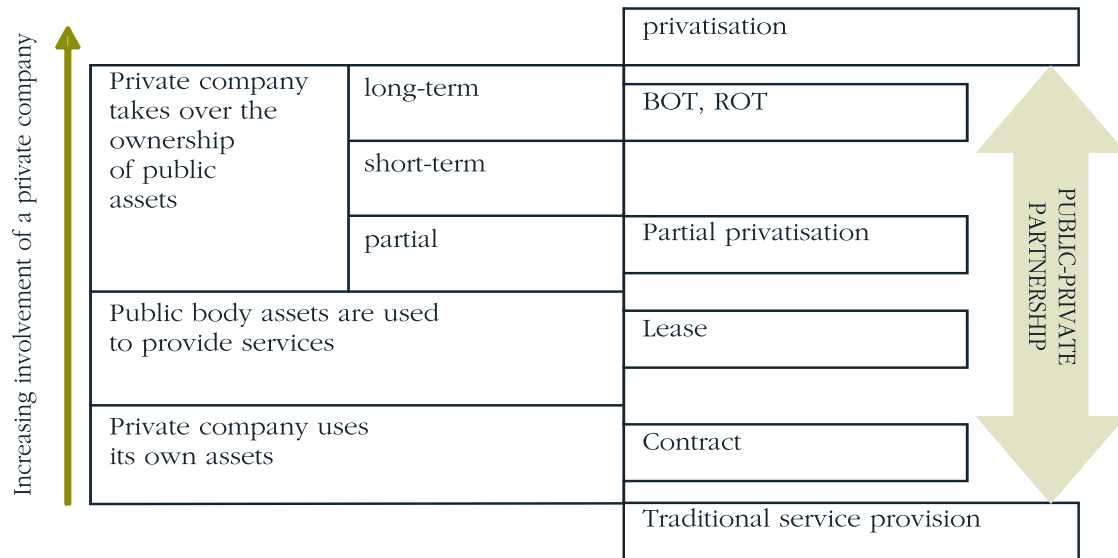 Increasing involvement of a private company
privatisation
Private company
takes over the
ownership
of public
assets
long-term
BOT, ROT
short-term
partial
Partial privatisation
Public body assets are used
to provide services
Lease
Private company uses
its own assets
Contract
Traditional service provision
PUBLIC-PRIVATE
PARTNERSHIP